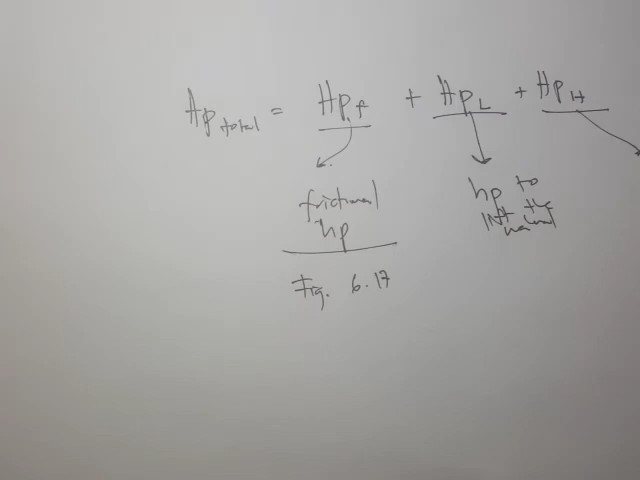 Hp total = Hp f + Hp L + Hp H
frictional
hp
Fig. 6.17
hp to
lift the